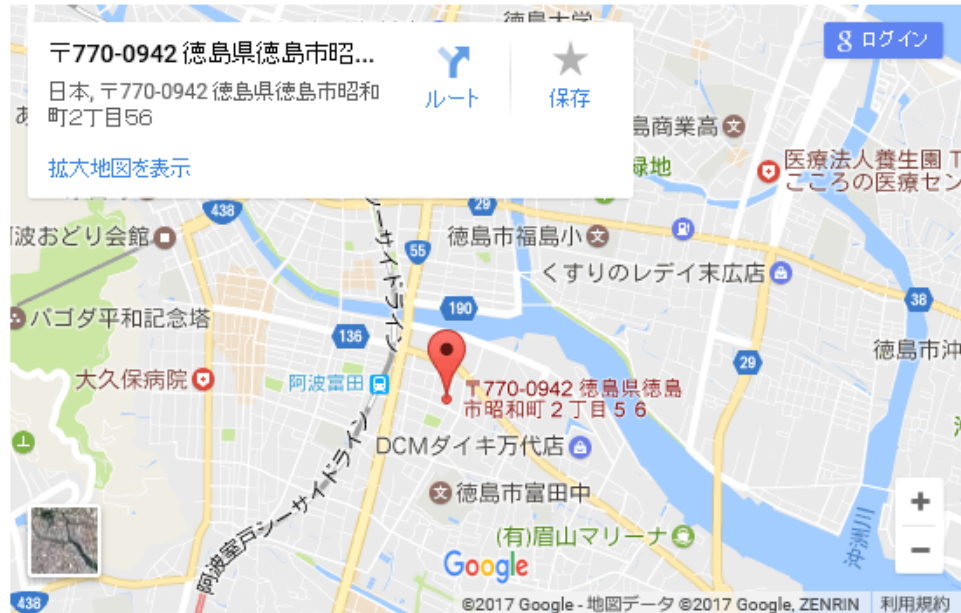 〒770-0942 徳島県徳島市昭...
日本, 〒770-0942 徳島県徳島市昭和
町2丁目56
ルート
保存
拡大地図を表示
g ログイン
徳島大学
島商業高
緑地
医療法人養生園 T
こころの医療セン
438
29
波おどり会館
55
徳島市福島小
くすりのレデイ末広店
シーサイドライン
190
38
パゴダ平和記念塔
136
29
徳島市沖
大久保病院
阿波富田
〒770-0942 徳島県徳島
市昭和町２丁目５６
DCMダイキ万代店
徳島市富田中
阿波室戸シーサイドライン
(有)眉山マリーナ
沖洲川
+
−
Google
438
©2017 Google - 地図データ ©2017 Google, ZENRIN
利用規約